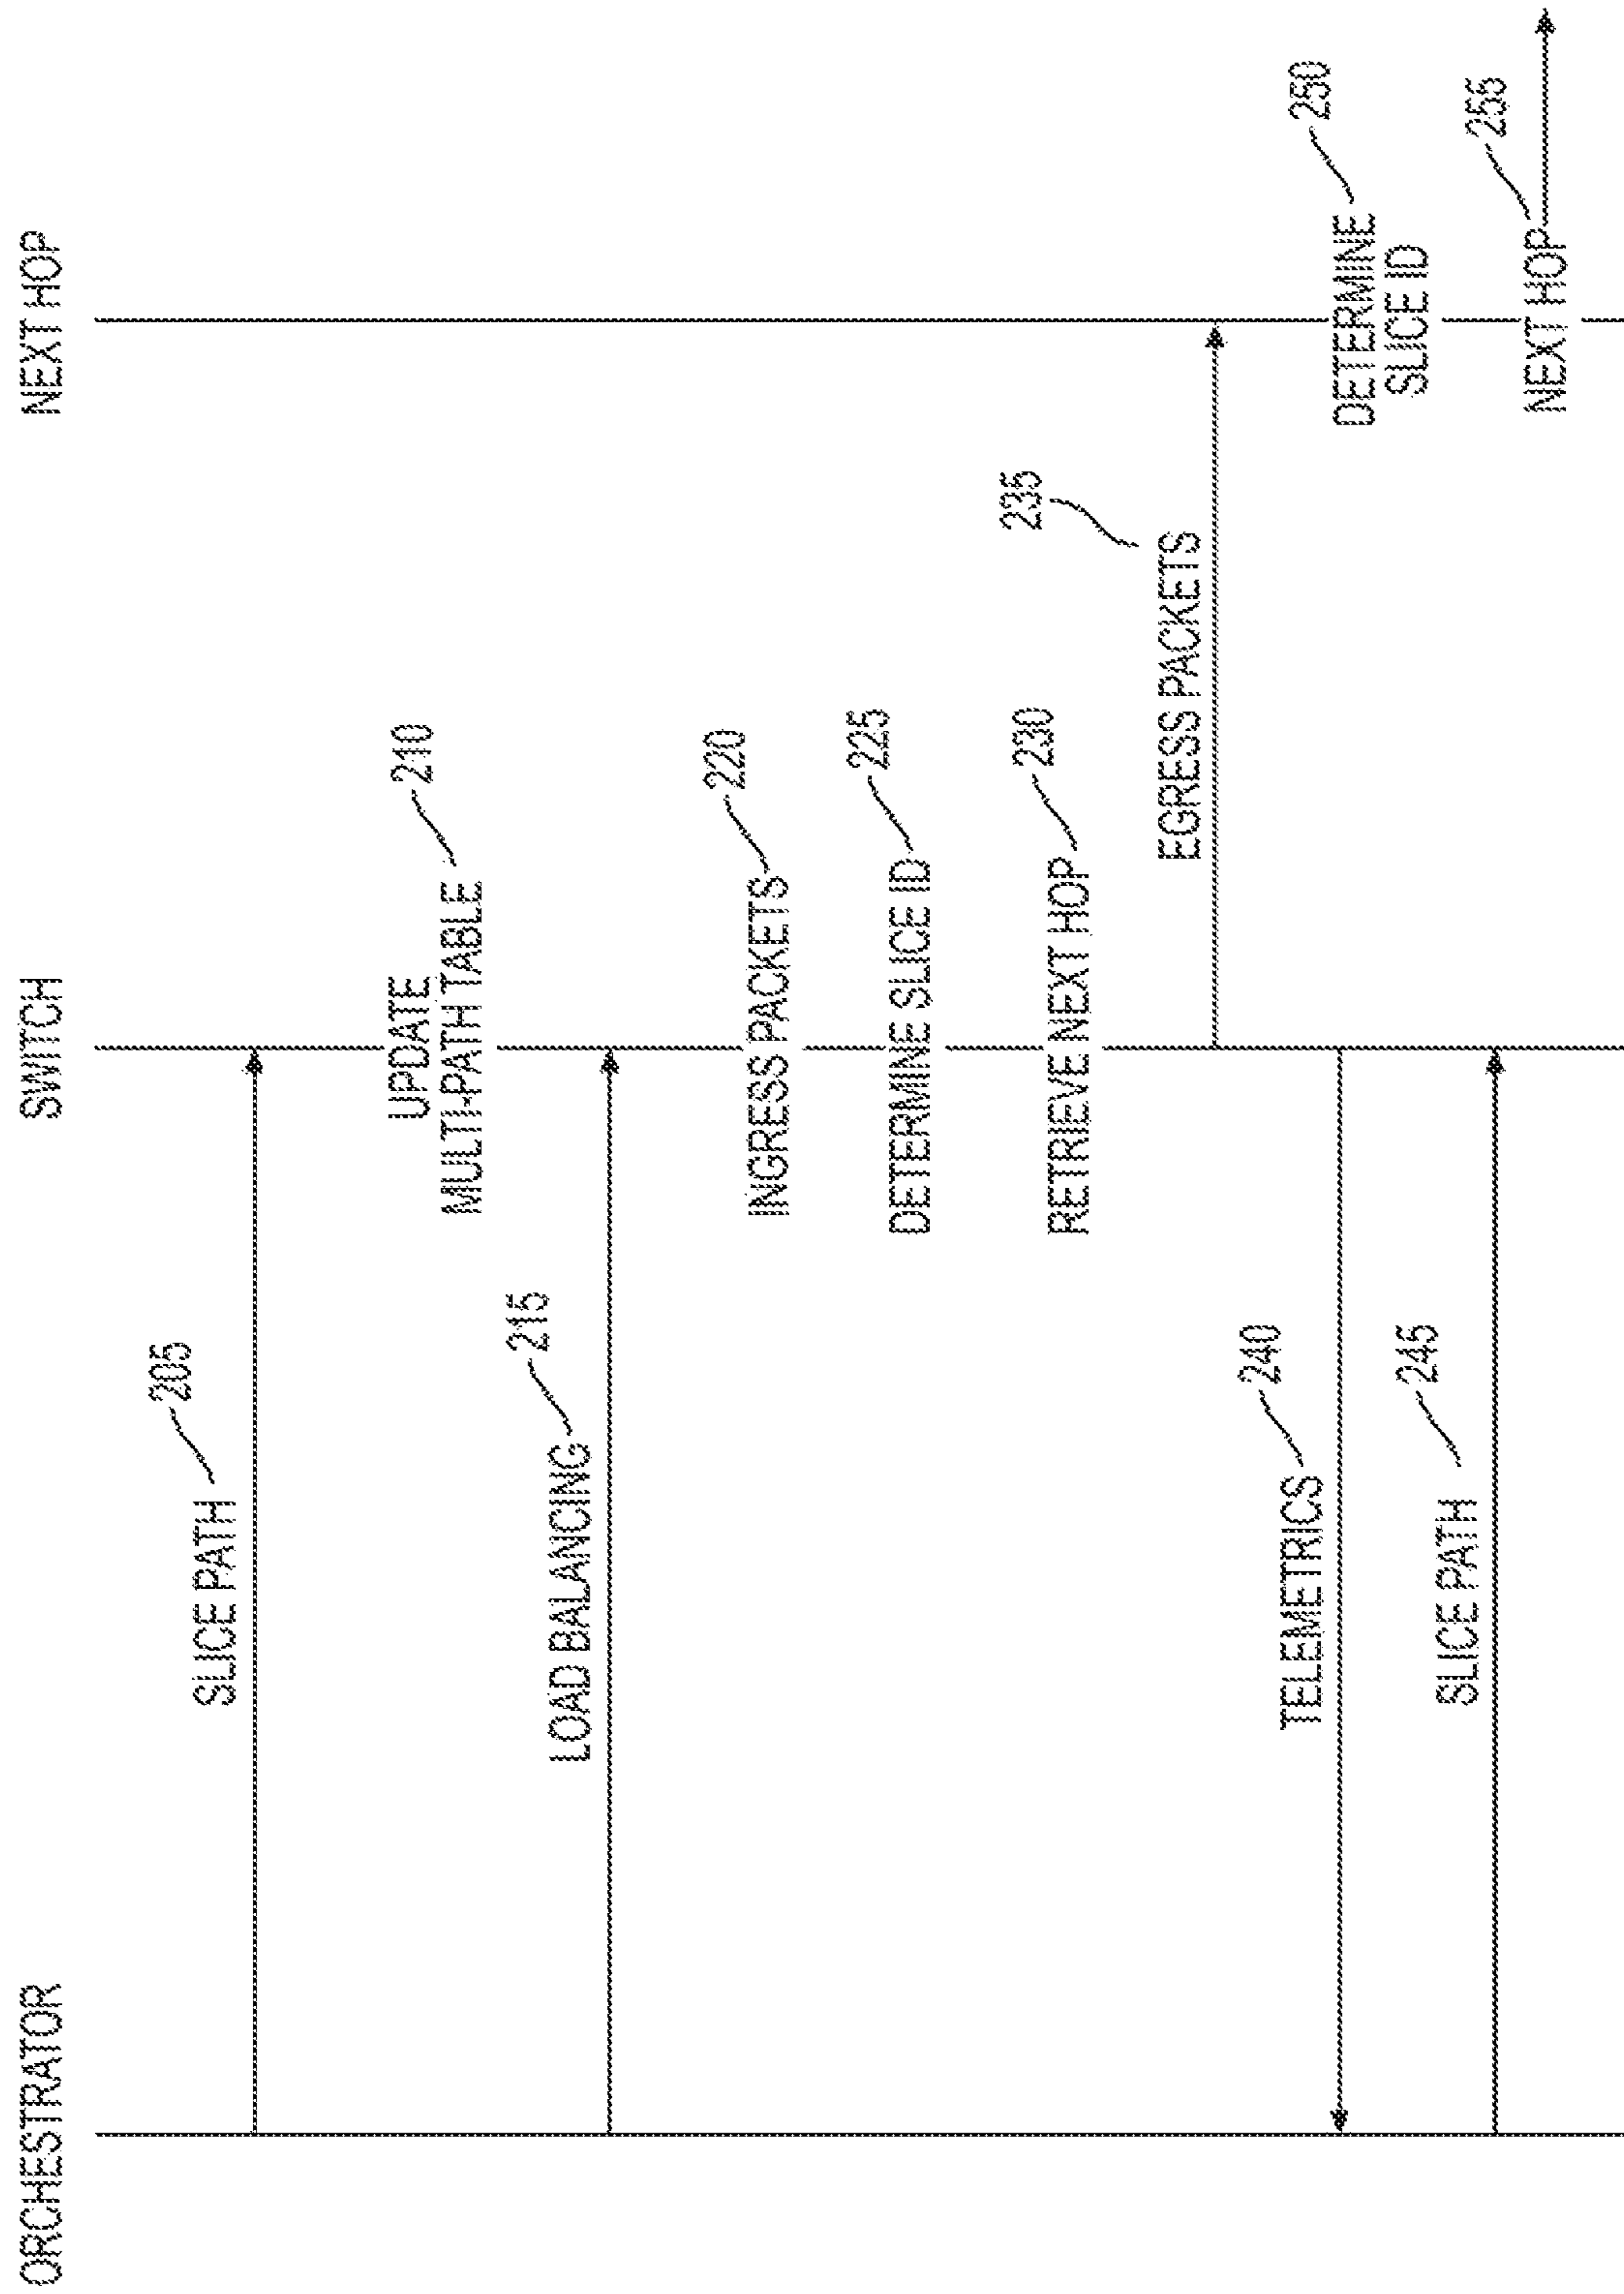 ORCHESTRATOR
SWITCH
NEXT HOP
SLICE PATH
205
UPDATE
MULTI-PATH TABLE
210
LOAD BALANCING
215
INGRESS PACKETS
220
DETERMINE SLICE ID
225
RETRIEVE NEXT HOP
230
EGRESS PACKETS
235
TELEMETRICS
240
DETERMINE
SLICE ID
250
SLICE PATH
245
NEXT HOP
255